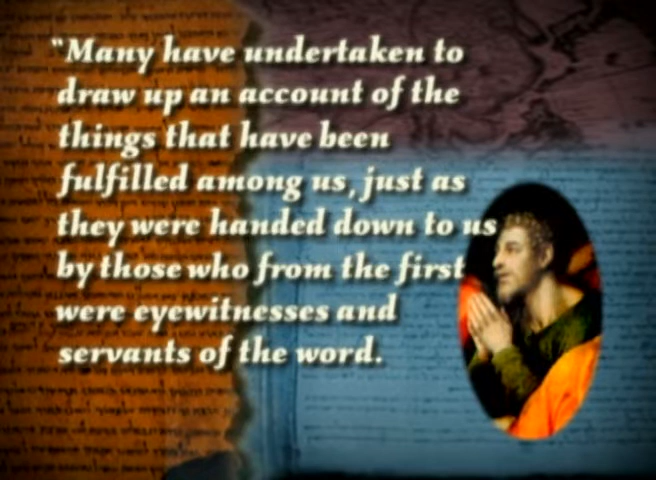 “Many have undertaken to
draw up an account of the
things that have been
fulfilled among us, just as
they were handed down to us
by those who from the first
were eyewitnesses and
servants of the word.